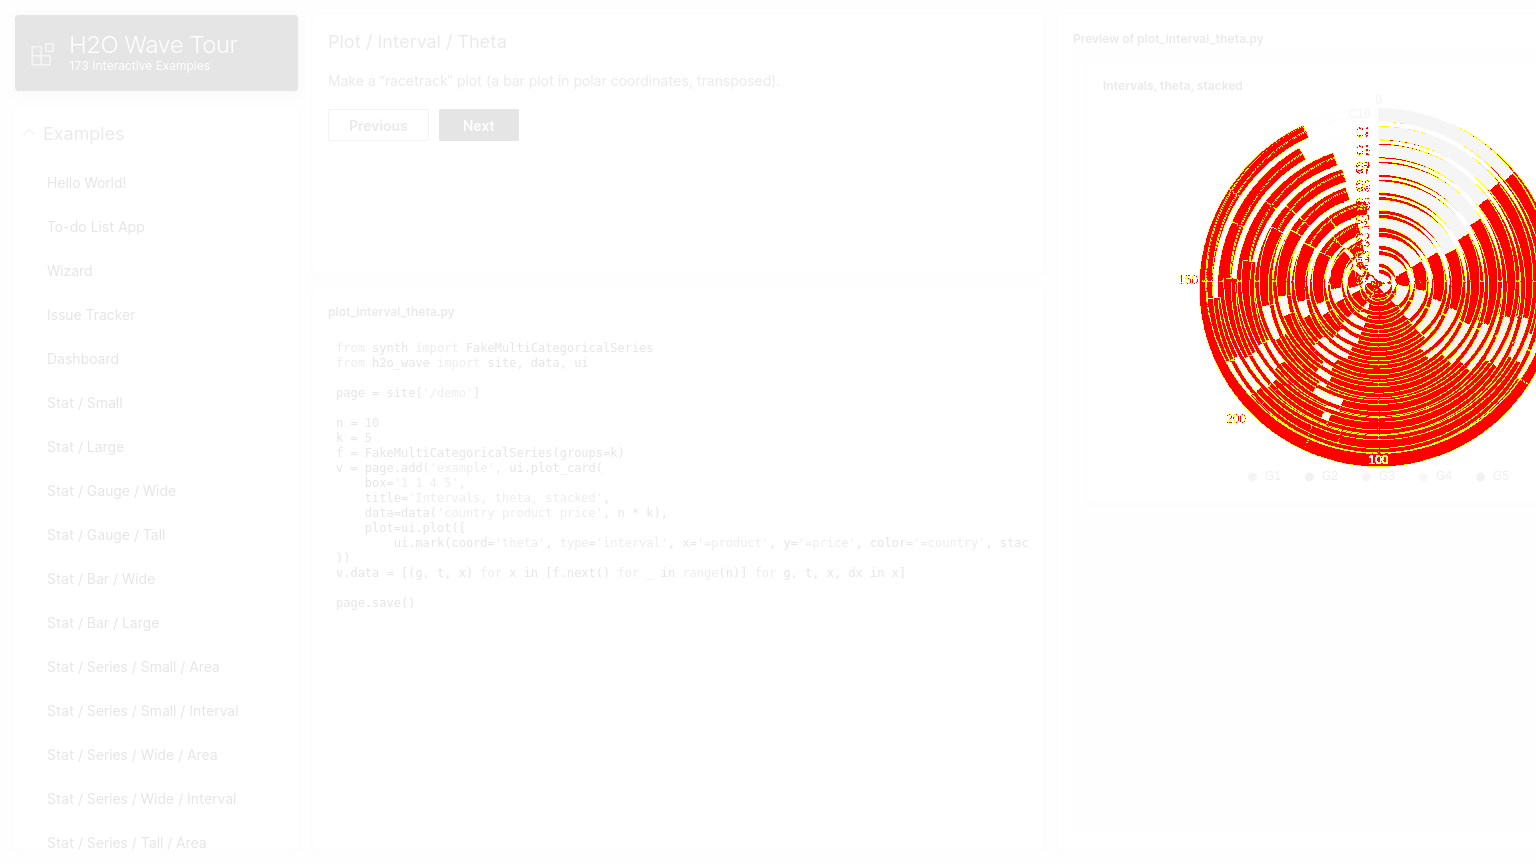 H2O Wave Tour
173 Interactive Examples
Examples
Hello World!
To-do List App
Wizard
Issue Tracker
Dashboard
Stat / Small
Stat / Large
Stat / Gauge / Wide
Stat / Gauge / Tall
Stat / Bar / Wide
Stat / Bar / Large
Stat / Series / Small / Area
Stat / Series / Small / Interval
Stat / Series / Wide / Area
Stat / Series / Wide / Interval
Stat / Series / Tall / Area
Plot / Interval / Theta
Make a “racetrack” plot (a bar plot in polar coordinates, transposed).
Previous
Next
plot_interval_theta.py
from synth import FakeMultiCategoricalSeries
from h2o_wave import site, data, ui
page = site['/demo']
n = 10
k = 5
f = FakeMultiCategoricalSeries(groups=k)
v = page.add('example', ui.plot_card(
    box='1 1 4 5',
    title='Intervals, theta, stacked',
    data=data('country product price', n * k),
    plot=ui.plot([
        ui.mark(coord='theta', type='interval', x='=product', y='=price', color='=country', stac
))
v.data = [(g, t, x) for x in [f.next() for _ in range(n)] for g, t, x, dx in x]
page.save()
Preview of plot_interval_theta.py
Intervals, theta, stacked
0
150
200
100
G1
G2
G3
G4
G5